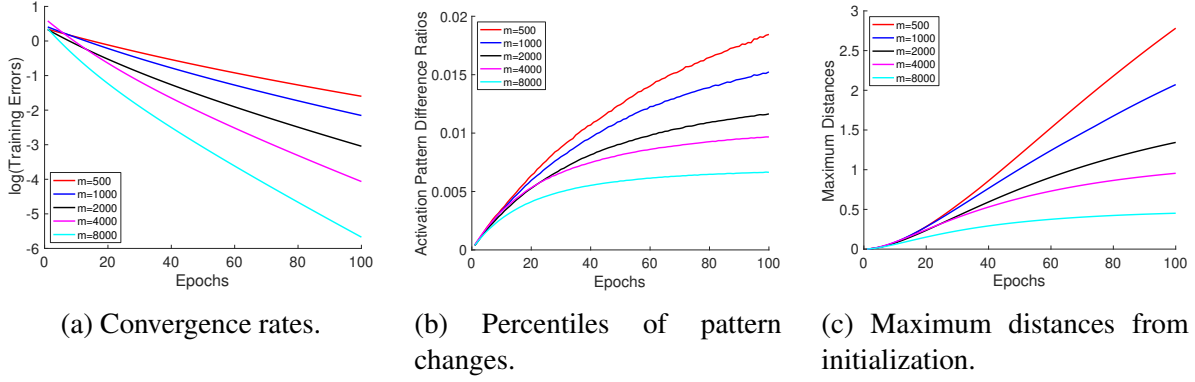 1
0
-1
-2
-3
-4
-5
-6
log(Training Errors)
m=500
m=1000
m=2000
m=4000
m=8000
0 20 40 60 80 100
Epochs
(a) Convergence rates.
0.02
0.015
0.01
0.005
0
Activation Pattern Difference Ratios
m=500
m=1000
m=2000
m=4000
m=8000
0 20 40 60 80 100
Epochs
(b) Percentiles of pattern
changes.
3
2.5
2
1.5
1
0.5
0
Maximum Distances
m=500
m=1000
m=2000
m=4000
m=8000
0 20 40 60 80 100
Epochs
(c) Maximum distances from
initialization.